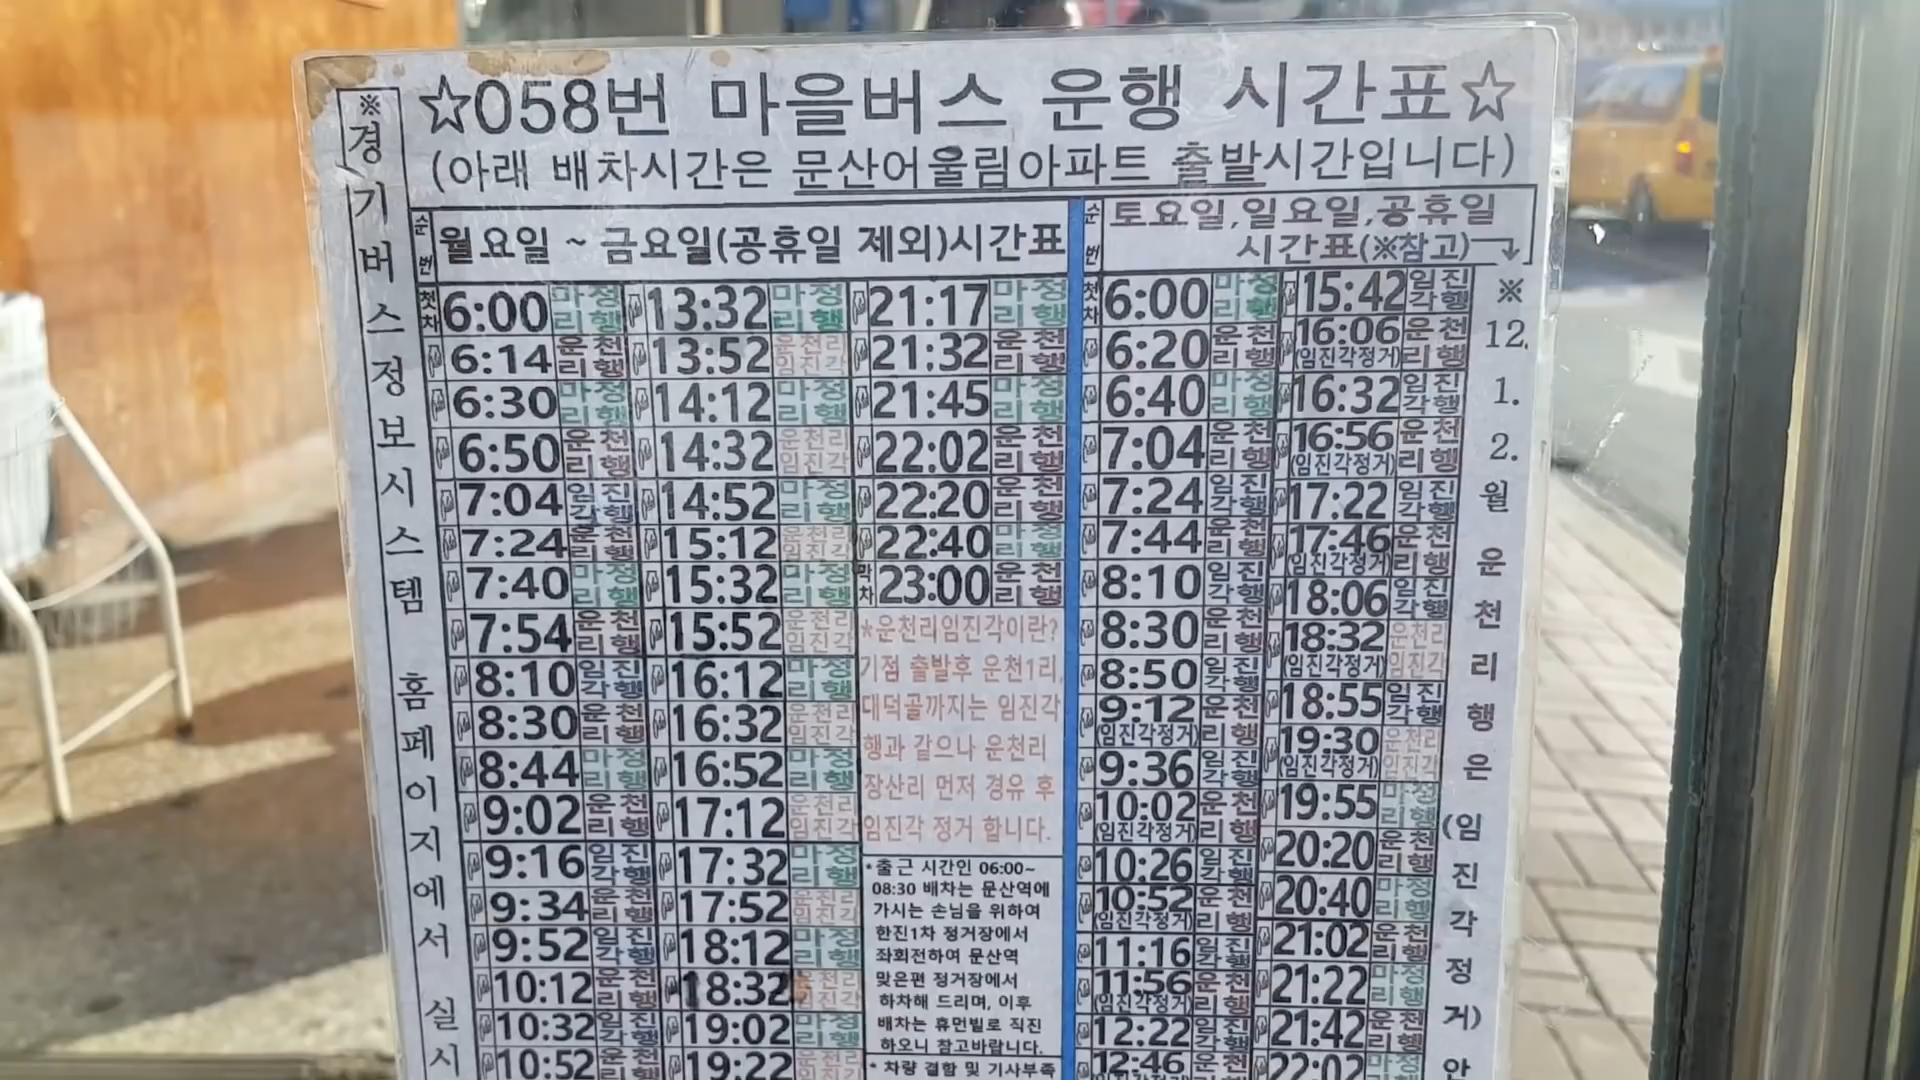 ☆058번 마을버스 운행 시간표☆
(아래 배차시간은 문산어울림아파트 출발시간입니다)
※경기버스정보시스템 홈페이지에서 실시
순번 월요일 ~ 금요일(공휴일 제외)시간표
첫차 6:00 마정리행 13:32 마정리행 21:17 마정리행
6:14 운천리행 13:52 운천리임진각 21:32 운천리행
6:30 마정리행 14:12 마정리행 21:45 마정리행
6:50 운천리행 14:32 운천리임진각 22:02 운천리행
7:04 임진각행 14:52 마정리행 22:20 운천리행
7:24 운천리행 15:12 운천리임진각 22:40 마정리행
7:40 마정리행 15:32 마정리행 막차 23:00 운천리행
7:54 운천리행 15:52 운천리임진각
8:10 임진각행 16:12 마정리행
8:30 운천리행 16:32 운천리임진각
8:44 마정리행 16:52 마정리행
9:02 운천리행 17:12 운천리임진각
9:16 임진각행 17:32 마정리행
9:34 운천리행 17:52 운천리임진각
9:52 임진각행 18:12 마정리행
10:12 운천리행 18:32 운천리임진각
10:32 임진각행 19:02 마정리행
10:52 운천리행 19:22 운천리임진각
*운천리임진각이란?
기점 출발후 운천1리,
대덕골까지는 임진각
행과 같으나 운천리
장산리 먼저 경유 후
임진각 정거 합니다.
*출근 시간인 06:00~
08:30 배차는 문산역에
가시는 손님을 위하여
한진1차 정거장에서
좌회전하여 문산역
맞은편 정거장에서
하차해 드리며, 이후
배차는 휴먼빌로 직진
하오니 참고바랍니다.
* 차량 결함 및 기사부족
순번 토요일,일요일,공휴일
시간표(※참고)
첫차 6:00 마정리행 15:42 임진각행
6:20 운천리행 16:06 (임진각정거) 운천리행
6:40 마정리행 16:32 임진각행
7:04 운천리행 16:56 (임진각정거) 운천리행
7:24 임진각행 17:22 임진각행
7:44 운천리행 17:46 (임진각정거) 운천리행
8:10 임진각행 18:06 임진각행
8:30 운천리행 18:32 (임진각정거) 운천리임진각
8:50 임진각행 18:55 임진각행
9:12 (임진각정거) 운천리행 19:30 (임진각정거) 운천리임진각
9:36 임진각행 19:55 마정리행
10:02 (임진각정거) 운천리행 20:20 운천리행
10:26 임진각행 20:40 마정리행
10:52 (임진각정거) 운천리행 21:02 운천리행
11:16 임진각행 21:22 마정리행
11:56 (임진각정거) 운천리행 21:42 운천리행
12:22 임진각행 22:02 마정
12:46 운천
※12.1.2.월 운천리행은 (임진각정거) 안